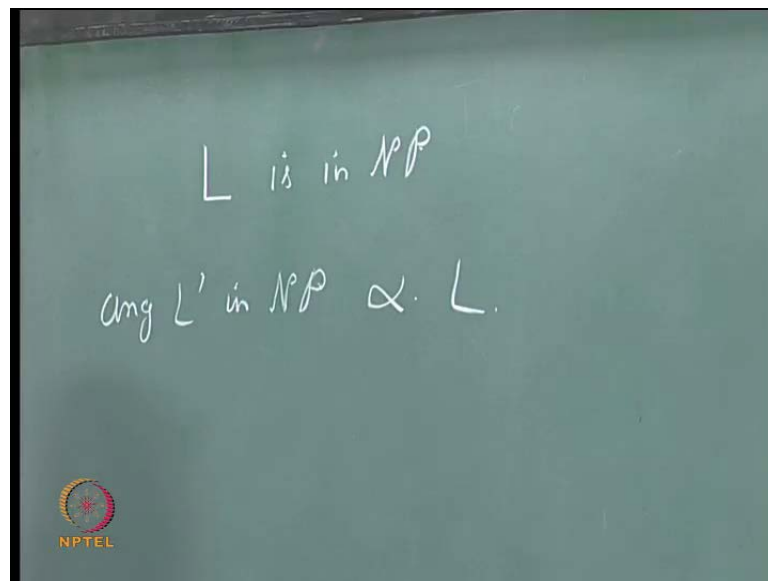 L is in NP
any L' in NP α. L.
NPTEL